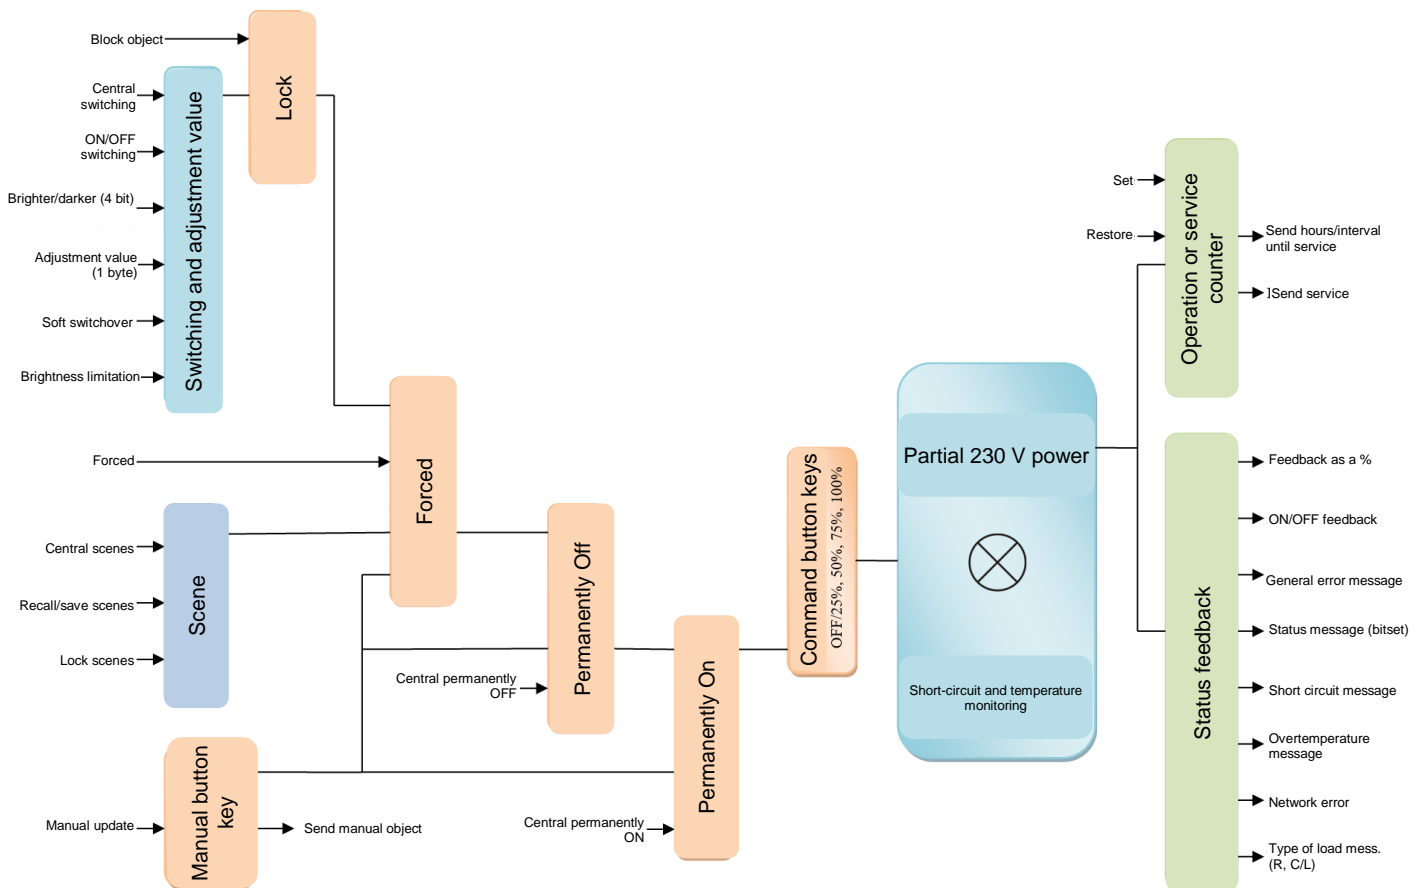 Block object
Lock
Central
switching
ON/OFF
switching
Brighter/darker (4 bit)
Adjustment value
(1 byte)
Soft switchover
Brightness limitation
Switching and adjustment value
Forced
Forced
Central scenes
Recall/save scenes
Lock scenes
Scene
Manual update
Manual button
key
Send manual object
Central permanently
OFF
Permanently Off
Central permanently
ON
Permanently On
Command button keys
OFF/25%, 50%, 75%, 100%
Partial 230 V power
Short-circuit and temperature
monitoring
Set
Restore
Operation or service
counter
Send hours/interval
until service
]Send service
Status feedback
Feedback as a %
ON/OFF feedback
General error message
Status message (bitset)
Short circuit message
Overtemperature
message
Network error
Type of load mess.
(R, C/L)